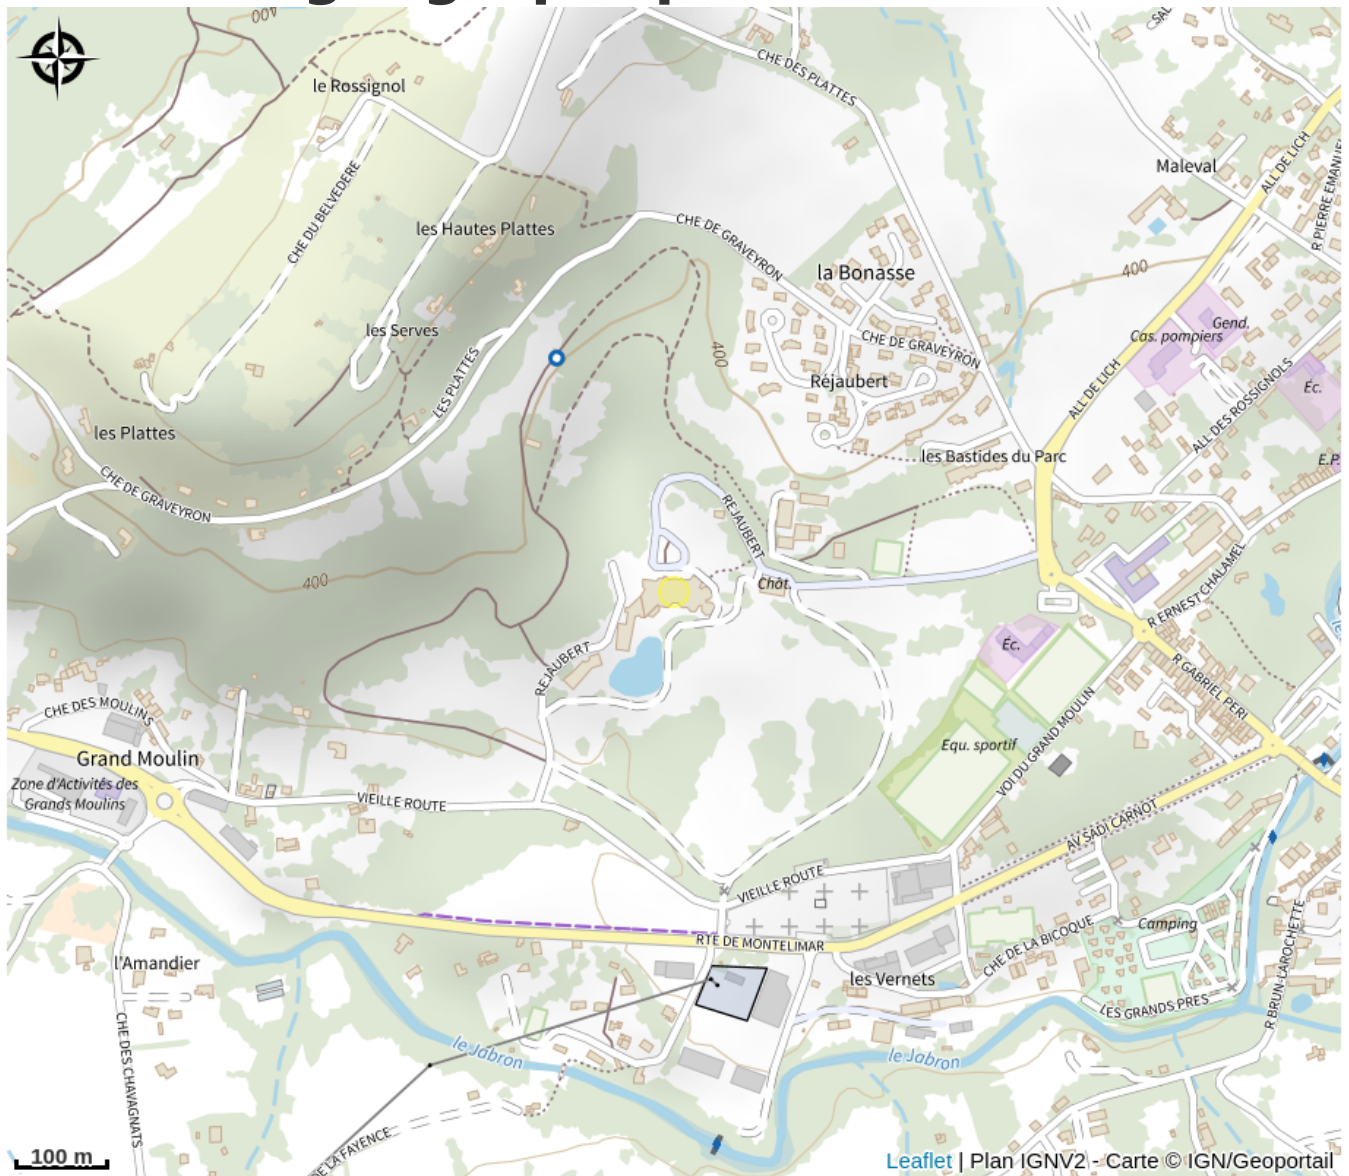 400
le Rossignol
CHE DES PLATTES
Maleval
ALL DE LICH
CHE DU BELVEDERE
les Hautes Plattes
CHE DE GRAVEYRON
la Bonasse
400
les Serves
Cas. pompiers
Gend.
CHE DE GRAVEYRON
400
LES PLATTES
Réjaubert
ALL DE LICH
Éc.
ALL DES ROSSIGNOLS
les Plattes
les Bastides du Parc
E.P.
CHE DE GRAVEYRON
REJAUBERT
400
Chât.
R ERNEST CHALAMEL
Éc.
REJAUBERT
R GABRIEL PERI
CHE DES MOULINS
Equ. sportif
VOI DU GRAND MOULIN
Grand Moulin
Zone d'Activités des
Grands Moulins
VIEILLE ROUTE
AV SADI CARNOT
VIEILLE ROUTE
RTE DE MONTELIMAR
Camping
CHE DE LA BICOQUE
l'Amandier
les Vernets
R BRUN-LAROCHETTE
LES GRANDS PRES
CHE DES CHAVAGNATS
le Jabron
le Jabron
DE LA FAYENCE
100 m
Leaflet | Plan IGNV2 - Carte © IGN/Geoportail